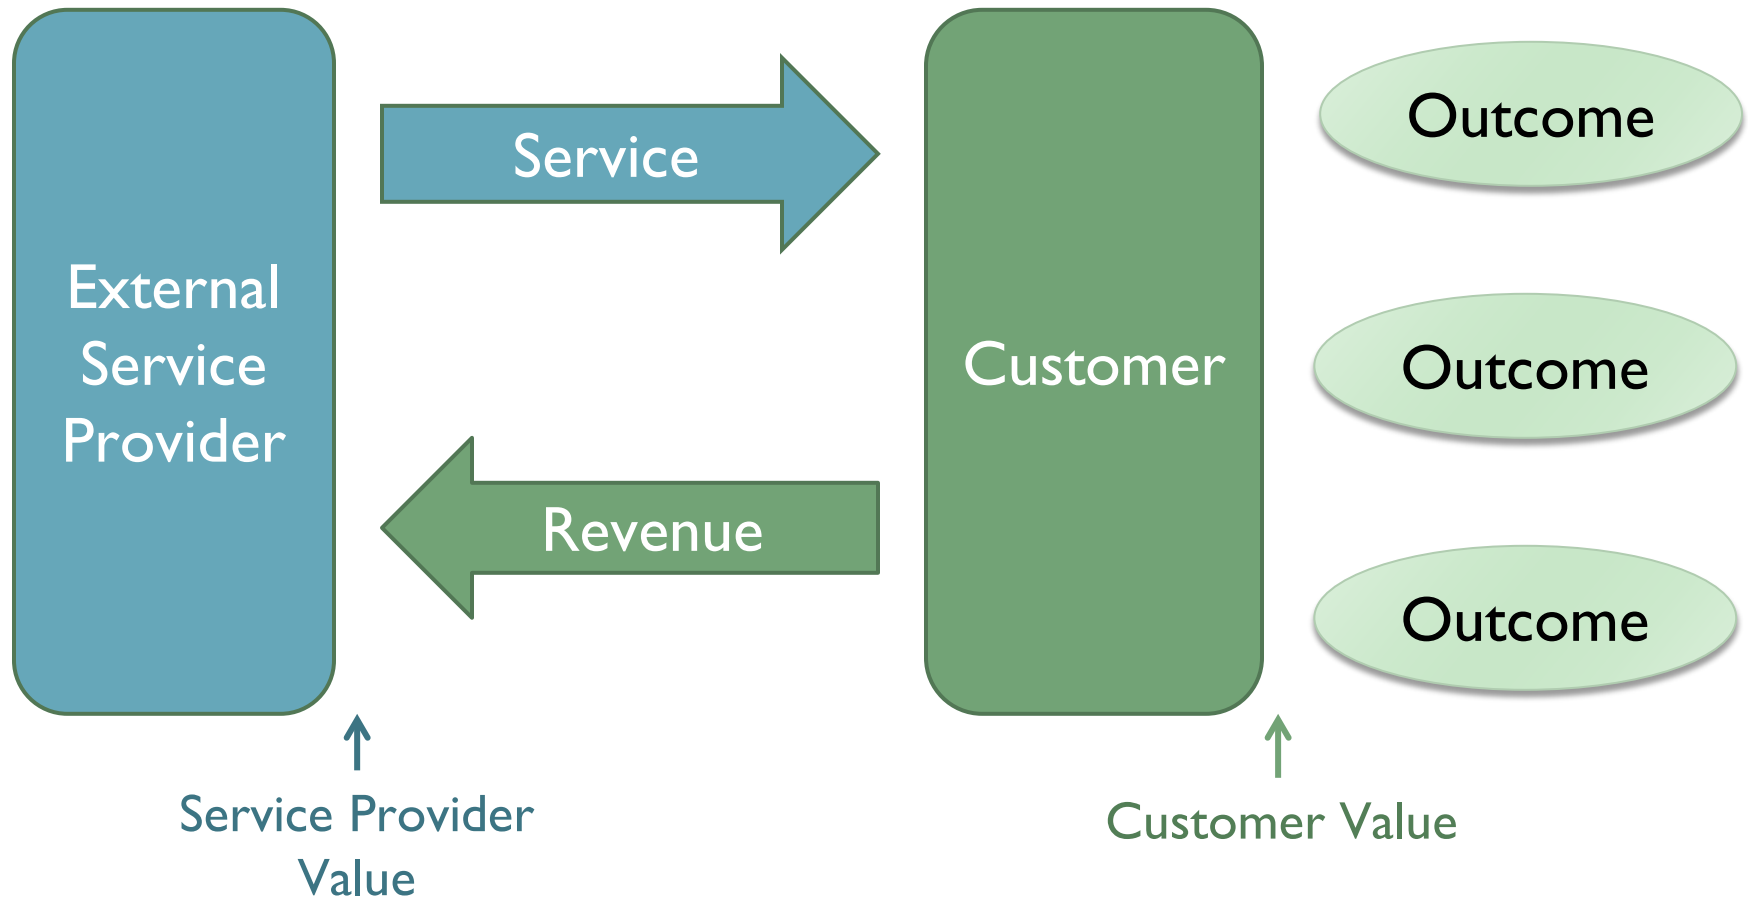 External
Service
Provider
Service
Revenue
Customer
Outcome
Outcome
Outcome
Service Provider
Value
Customer Value